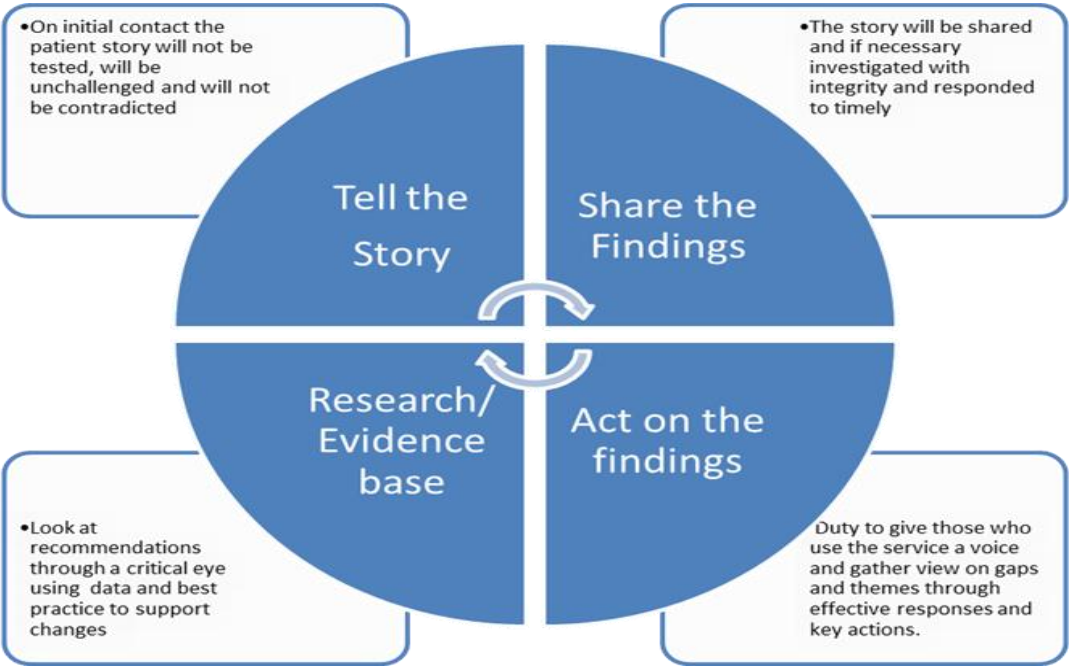 •On initial contact the
patient story will not be
tested, will be
unchallenged and will not
be contradicted
•The story will be shared
and if necessary
investigated with
integrity and responded
to timely
Tell the
Story
Share the
Findings
Research/
Evidence
base
Act on the
findings
•Look at
recommendations
through a critical eye
using data and best
practice to support
changes
Duty to give those who
use the service a voice
and gather view on gaps
and themes through
effective responses and
key actions.